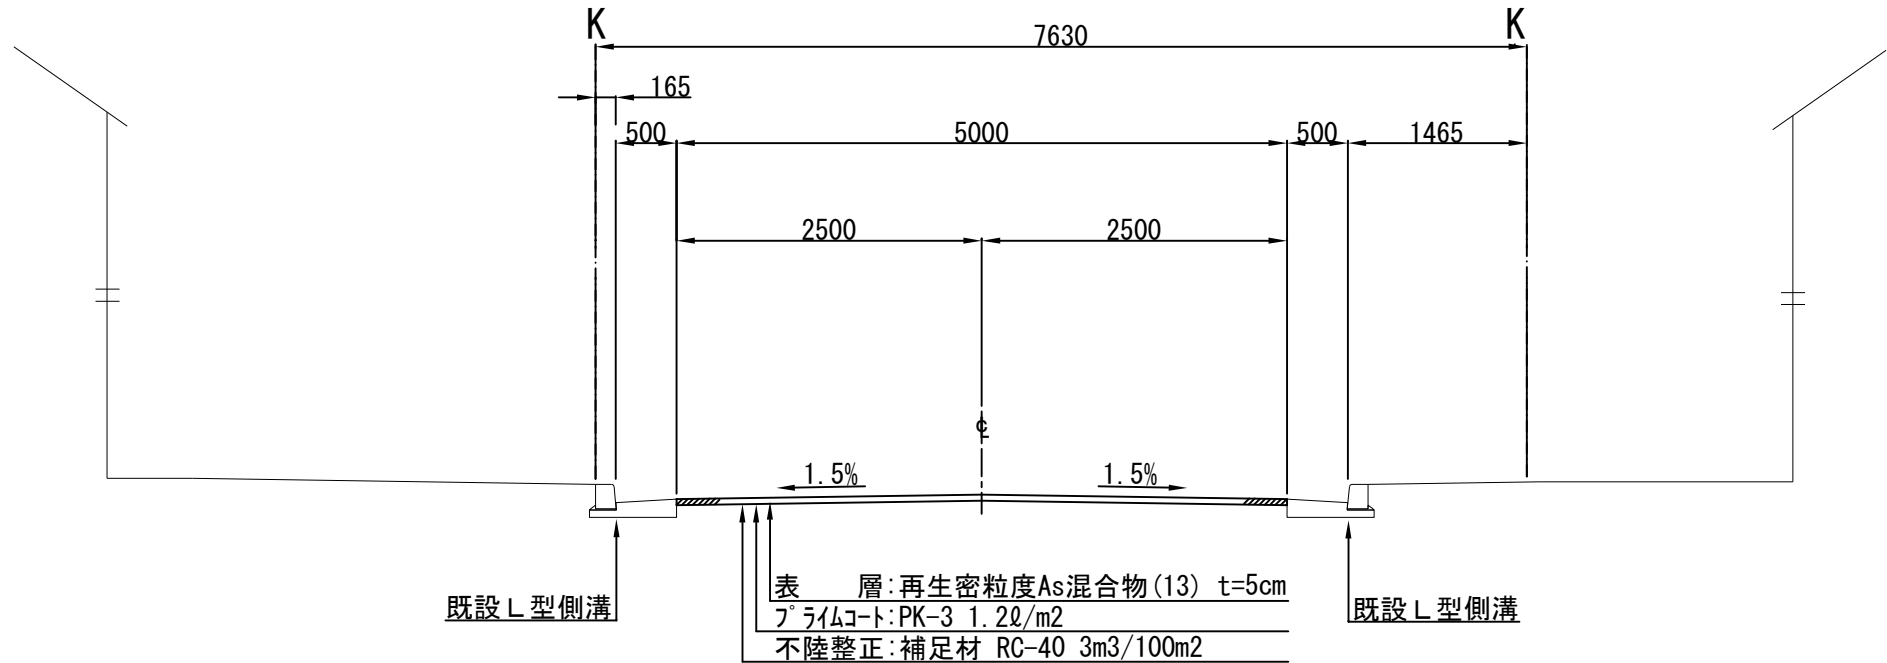 K
K
7630
165
500
5000
500
1465
2500
2500
℄
1.5%
1.5%
表　　層:再生密粒度As混合物(13) t=5cm
ﾌﾟﾗｲﾑｺｰﾄ:PK-3 1.2ℓ/m2
不陸整正:補足材 RC-40 3m3/100m2
既設Ｌ型側溝
既設Ｌ型側溝